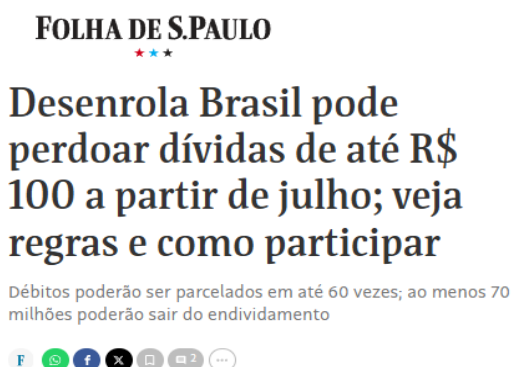 FOLHA DE S.PAULO
Desenrola Brasil pode
perdoar dívidas de até R$
100 a partir de julho; veja
regras e como participar
Débitos poderão ser parcelados em até 60 vezes; ao menos 70
milhões poderão sair do endividamento
F f X 2